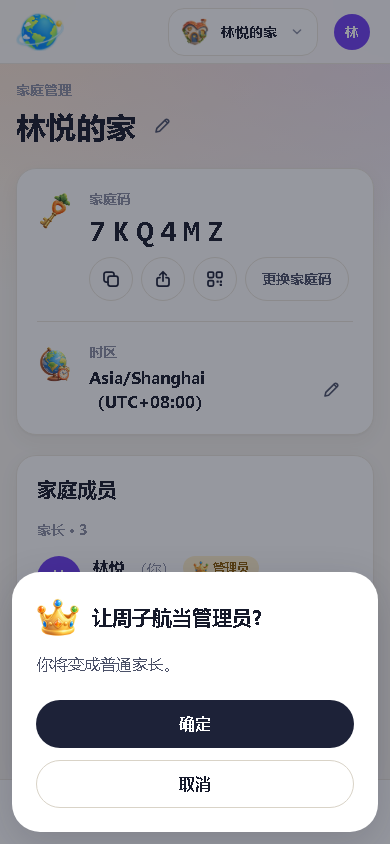 林悦的家
林
家庭管理
林悦的家
家庭码
7KQ4MZ
更换家庭码
时区
Asia/Shanghai
(UTC+08:00)
家庭成员
家长 • 3
林悦 (你) 管理员
让周子航当管理员?
你将变成普通家长。
确定
取消